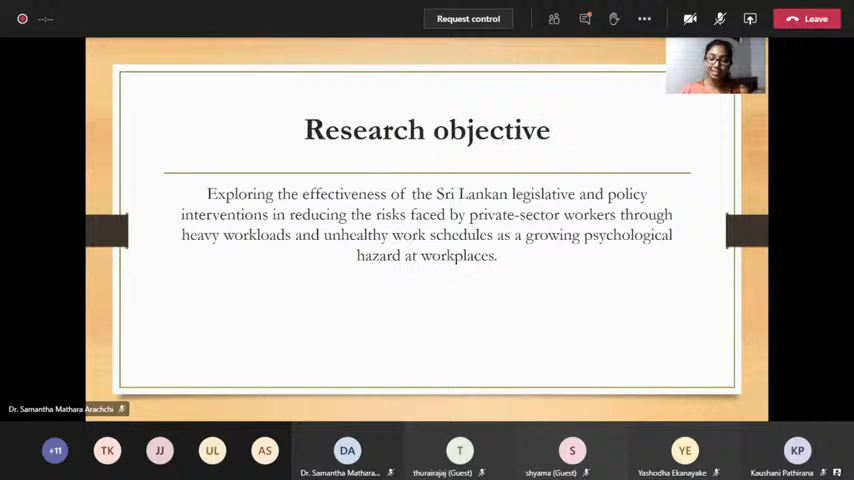 --:--
Request control
Leave
Research objective
Exploring the effectiveness of the Sri Lankan legislative and policy
interventions in reducing the risks faced by private-sector workers through
heavy workloads and unhealthy work schedules as a growing psychological
hazard at workplaces.
Dr. Samantha Mathara Arachchi
+11
TK
JJ
UL
AS
DA
T
S
YE
KP
Dr. Samantha Mathara...
thurairajaj (Guest)
shyama (Guest)
Yashodha Ekanayake
Kaushani Pathirana